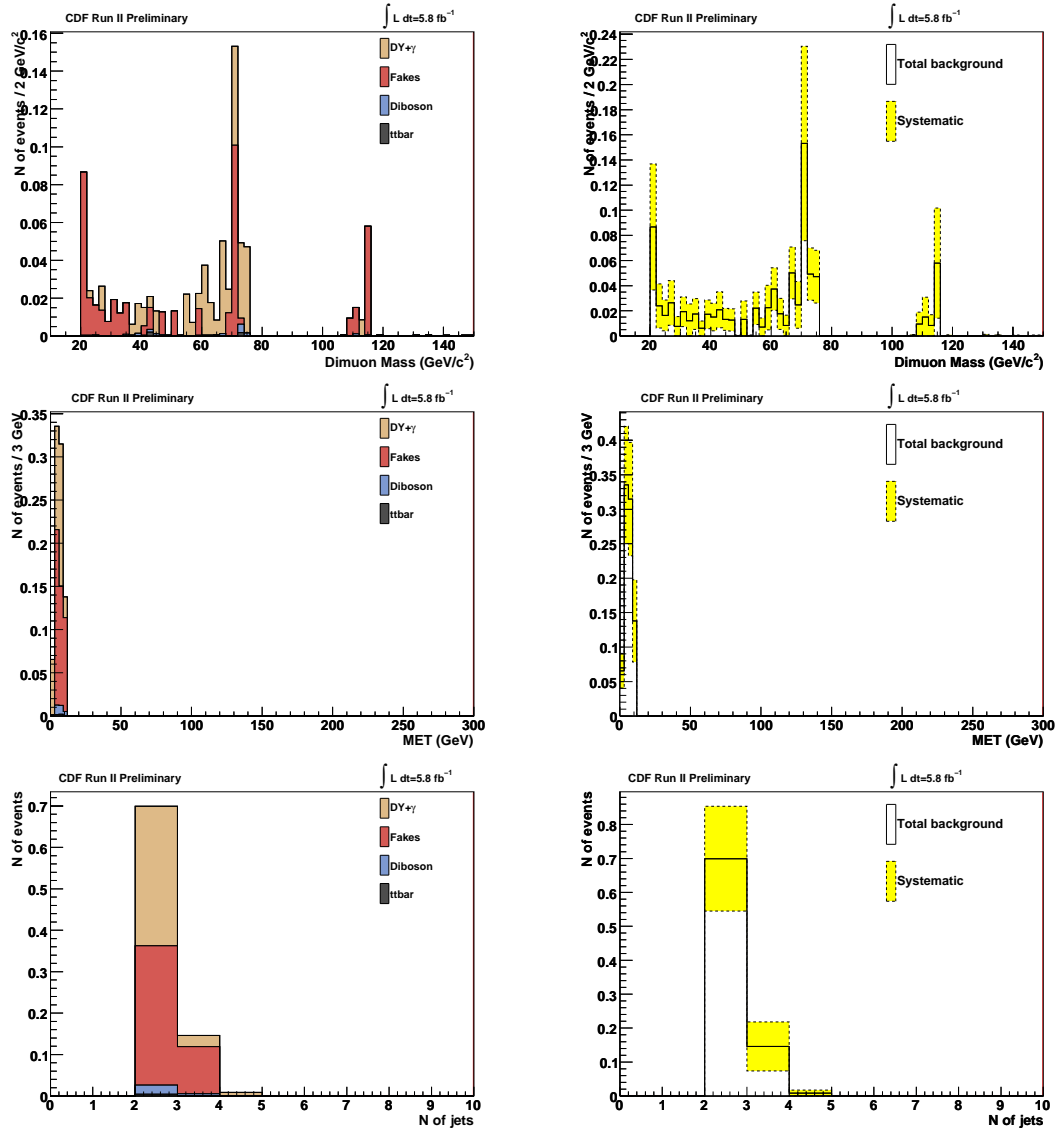 CDF Run II Preliminary
∫ L dt=5.8 fb⁻¹
N of events / 2 GeV/c²
0.16
0.14
0.12
0.1
0.08
0.06
0.04
0.02
0
DY+γ
Fakes
Diboson
ttbar
20 40 60 80 100 120 140
Dimuon Mass (GeV/c²)
CDF Run II Preliminary
∫ L dt=5.8 fb⁻¹
N of events / 2 GeV/c²
0.24
0.22
0.2
0.18
0.16
0.14
0.12
0.1
0.08
0.06
0.04
0.02
0
Total background
Systematic
20 40 60 80 100 120 140
Dimuon Mass (GeV/c²)
CDF Run II Preliminary
∫ L dt=5.8 fb⁻¹
N of events / 3 GeV
0.35
0.3
0.25
0.2
0.15
0.1
0.05
0
DY+γ
Fakes
Diboson
ttbar
0 50 100 150 200 250 300
MET (GeV)
CDF Run II Preliminary
∫ L dt=5.8 fb⁻¹
N of events / 3 GeV
0.4
0.35
0.3
0.25
0.2
0.15
0.1
0.05
0
Total background
Systematic
0 50 100 150 200 250 300
MET (GeV)
CDF Run II Preliminary
∫ L dt=5.8 fb⁻¹
N of events
0.7
0.6
0.5
0.4
0.3
0.2
0.1
0
DY+γ
Fakes
Diboson
ttbar
0 1 2 3 4 5 6 7 8 9 10
N of jets
CDF Run II Preliminary
∫ L dt=5.8 fb⁻¹
N of events
0.8
0.7
0.6
0.5
0.4
0.3
0.2
0.1
0
Total background
Systematic
0 1 2 3 4 5 6 7 8 9 10
N of jets